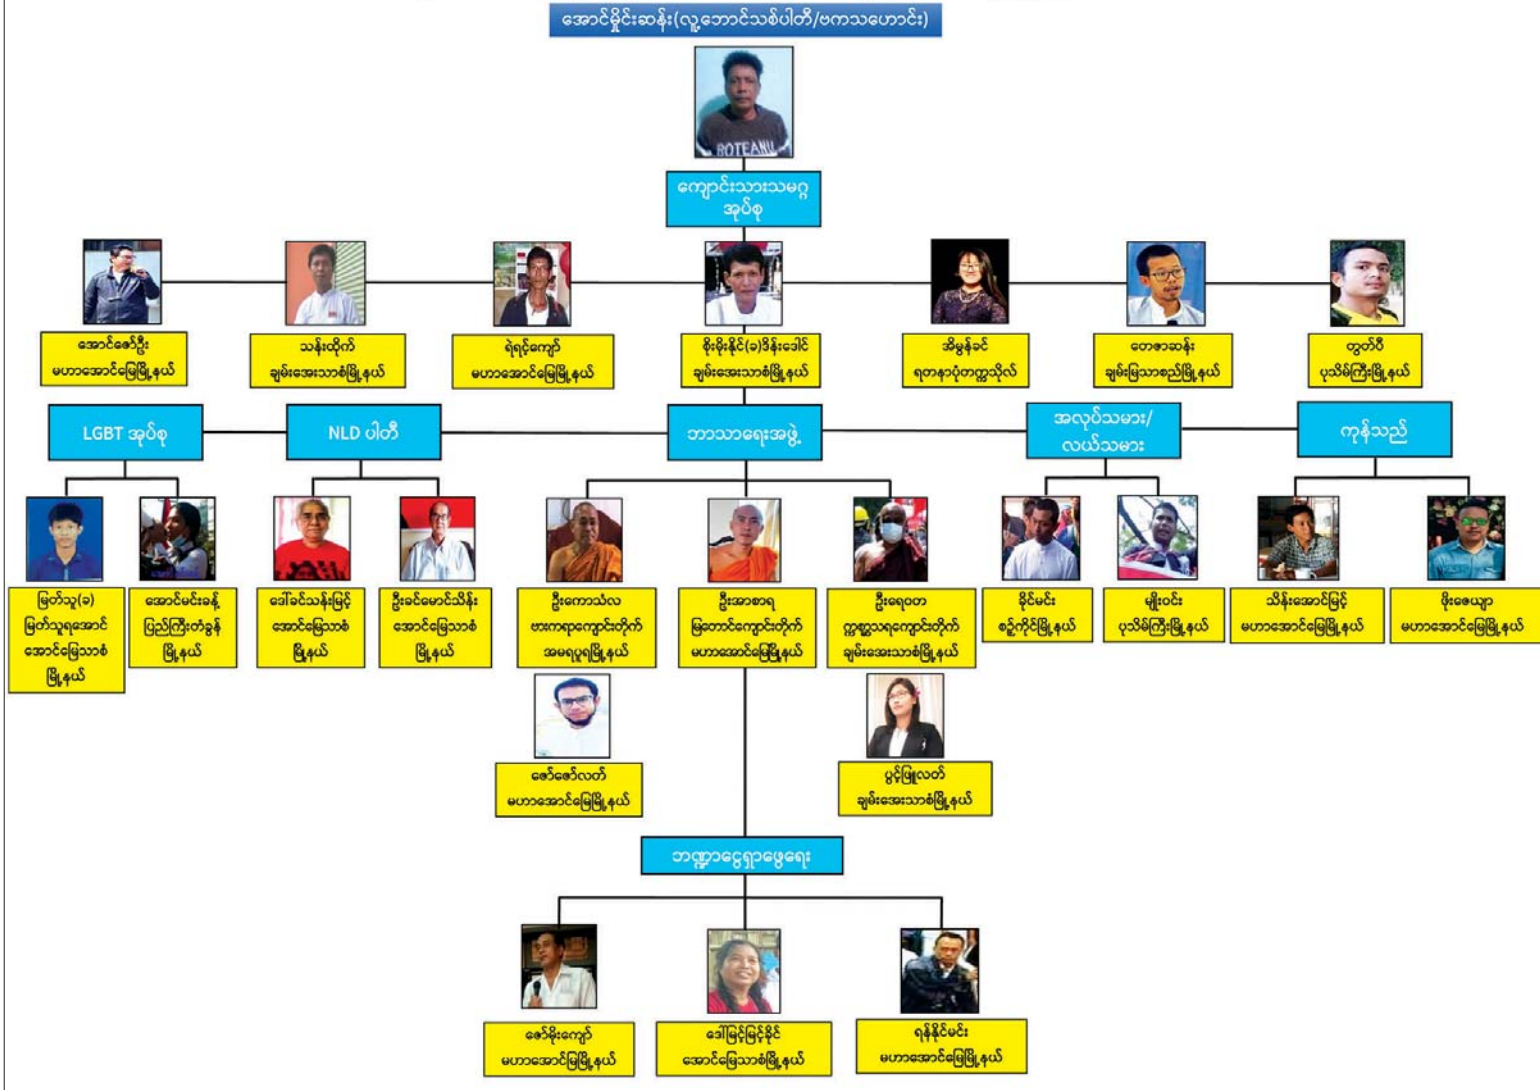 အောင်မှိုင်းဆန်း(လူ့ဘောင်သစ်ပါတီ/ဗကသဟောင်း)
BOTEANU
ကျောင်းသားသမဂ္ဂ
အုပ်စု
အောင်ဇော်ဦး
မဟာအောင်မြေမြို့နယ်
သန်းထိုက်
ချမ်းအေးသာစံမြို့နယ်
ရဲရင့်ကျော်
မဟာအောင်မြေမြို့နယ်
စိုးမိုးနိုင်(ခ)ဒိန်းဒေါင်
ချမ်းအေးသာစံမြို့နယ်
အိမွန်ခင်
ရတနာပုံတက္ကသိုလ်
တေဇာဆန်း
ချမ်းမြသာစည်မြို့နယ်
တွတ်ပီ
ပုသိမ်ကြီးမြို့နယ်
LGBT အုပ်စု
NLD ပါတီ
ဘာသာရေးအဖွဲ့
အလုပ်သမား/
လယ်သမား
ကုန်သည်
မြတ်သူ(ခ)
မြတ်သူရအောင်
အောင်မြေသာစံ
မြို့နယ်
အောင်မင်းခန့်
ပြည်ကြီးတံခွန်
မြို့နယ်
ဒေါ်ခင်သန်းမြင့်
အောင်မြေသာစံ
မြို့နယ်
ဦးခင်မောင်သိန်း
အောင်မြေသာစံ
မြို့နယ်
ဦးကောသလ
ဗားကရာကျောင်းတိုက်
အမရပူရမြို့နယ်
ဦးအာစာရ
မြတောင်ကျောင်းတိုက်
မဟာအောင်မြေမြို့နယ်
ဦးရေဝတ
ချမ်းအေးသာစံမြို့နယ်
ခိုင်မင်း
စဉ့်ကိုင်မြို့နယ်
မျိုးဝင်း
ပုသိမ်ကြီးမြို့နယ်
သိန်းအောင်မြင့်
မဟာအောင်မြေမြို့နယ်
ဖိုးဇေယျာ
မဟာအောင်မြေမြို့နယ်
ဇော်ဇော်လတ်
မဟာအောင်မြေမြို့နယ်
ပွင့်ဖြူလတ်
ချမ်းအေးသာစံမြို့နယ်
ဘဏ္ဍာငွေရှာဖွေရေး
ဇော်မိုးကျော်
မဟာအောင်မြေမြို့နယ်
ဒေါ်မြင့်မြင့်ခိုင်
အောင်မြေသာစံမြို့နယ်
ရန်နိုင်မင်း
မဟာအောင်မြေမြို့နယ်